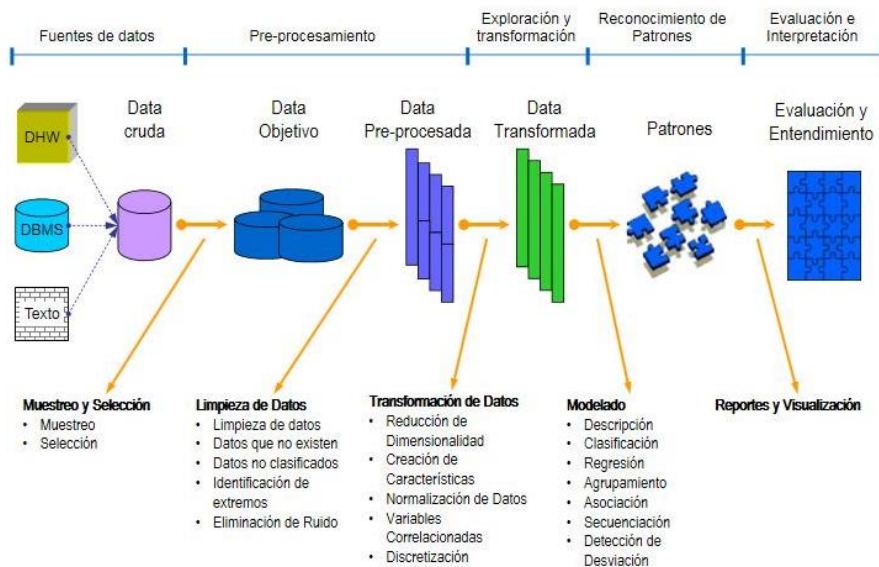 Fuentes de datos
Pre-procesamiento
Exploración y
transformación
Reconocimiento de
Patrones
Evaluación e
Interpretación
DHW
DBMS
Texto
Data
cruda
Data
Objetivo
Data
Pre-procesada
Data
Transformada
Patrones
Evaluación y
Entendimiento
Muestreo y Selección
• Muestreo
• Selección
Limpieza de Datos
• Limpieza de datos
• Datos que no existen
• Datos no clasificados
• Identificación de
extremos
• Eliminación de Ruido
Transformación de Datos
• Reducción de
Dimensionalidad
• Creación de
Características
• Normalización de Datos
• Variables
Correlacionadas
• Discretización
Modelado
• Descripción
• Clasificación
• Regresión
• Agrupamiento
• Asociación
• Secuenciación
• Detección de
Desviación
Reportes y Visualización